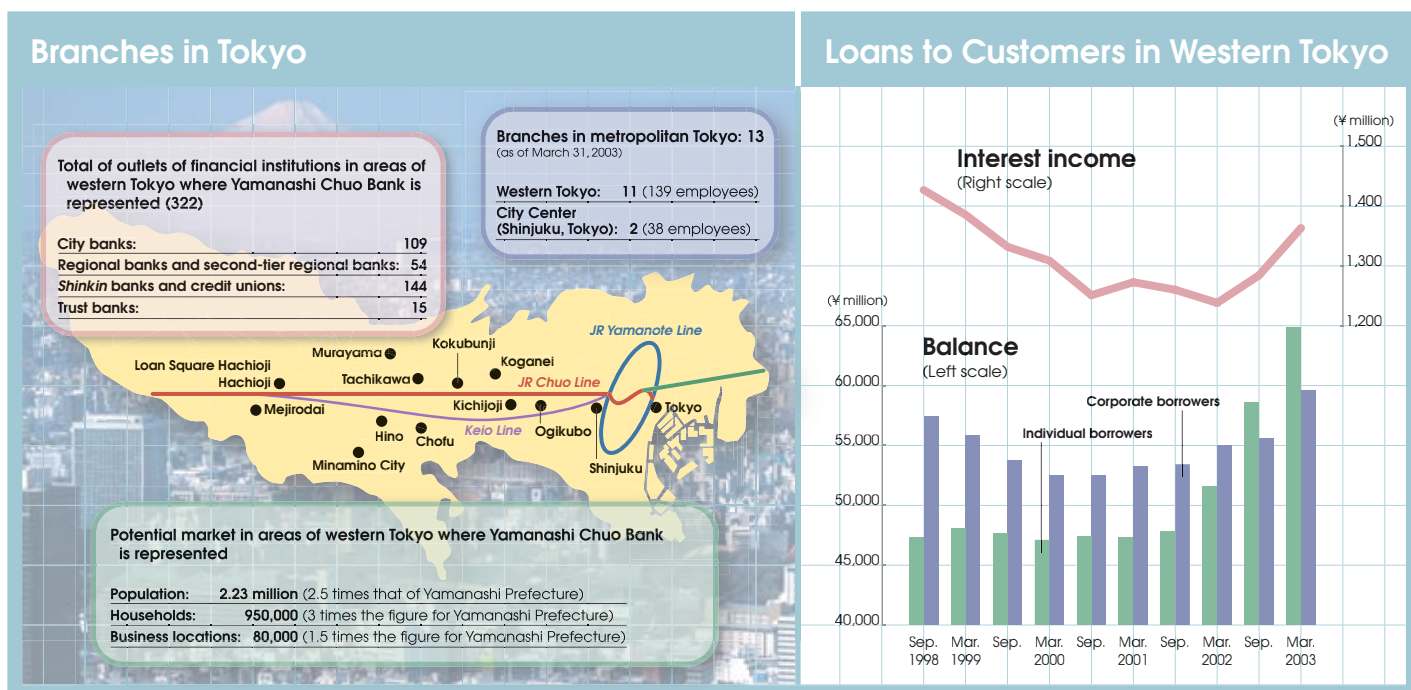 Branches in Tokyo
Total of outlets of financial institutions in areas of
western Tokyo where Yamanashi Chuo Bank is
represented (322)
City banks: 109
Regional banks and second-tier regional banks: 54
Shinkin banks and credit unions: 144
Trust banks: 15
Branches in metropolitan Tokyo: 13
(as of March 31, 2003)
Western Tokyo: 11 (139 employees)
City Center
(Shinjuku, Tokyo): 2 (38 employees)
JR Yamanote Line
Kokubunji
Murayama
Koganei
Loan Square Hachioji
Hachioji
Tachikawa
JR Chuo Line
Mejirodai
Kichijoji
Tokyo
Hino
Chofu
Keio Line
Ogikubo
Minamino City
Shinjuku
Potential market in areas of western Tokyo where Yamanashi Chuo Bank
is represented
Population: 2.23 million (2.5 times that of Yamanashi Prefecture)
Households: 950,000 (3 times the figure for Yamanashi Prefecture)
Business locations: 80,000 (1.5 times the figure for Yamanashi Prefecture)
Loans to Customers in Western Tokyo
(¥ million)
1,500
Interest income
(Right scale)
1,400
1,300
1,200
(¥ million)
65,000
Balance
(Left scale)
60,000
Corporate borrowers
Individual borrowers
55,000
50,000
45,000
40,000
Sep. Mar. Sep. Mar. Sep. Mar. Sep. Mar. Sep. Mar.
1998 1999 2000 2001 2002 2003